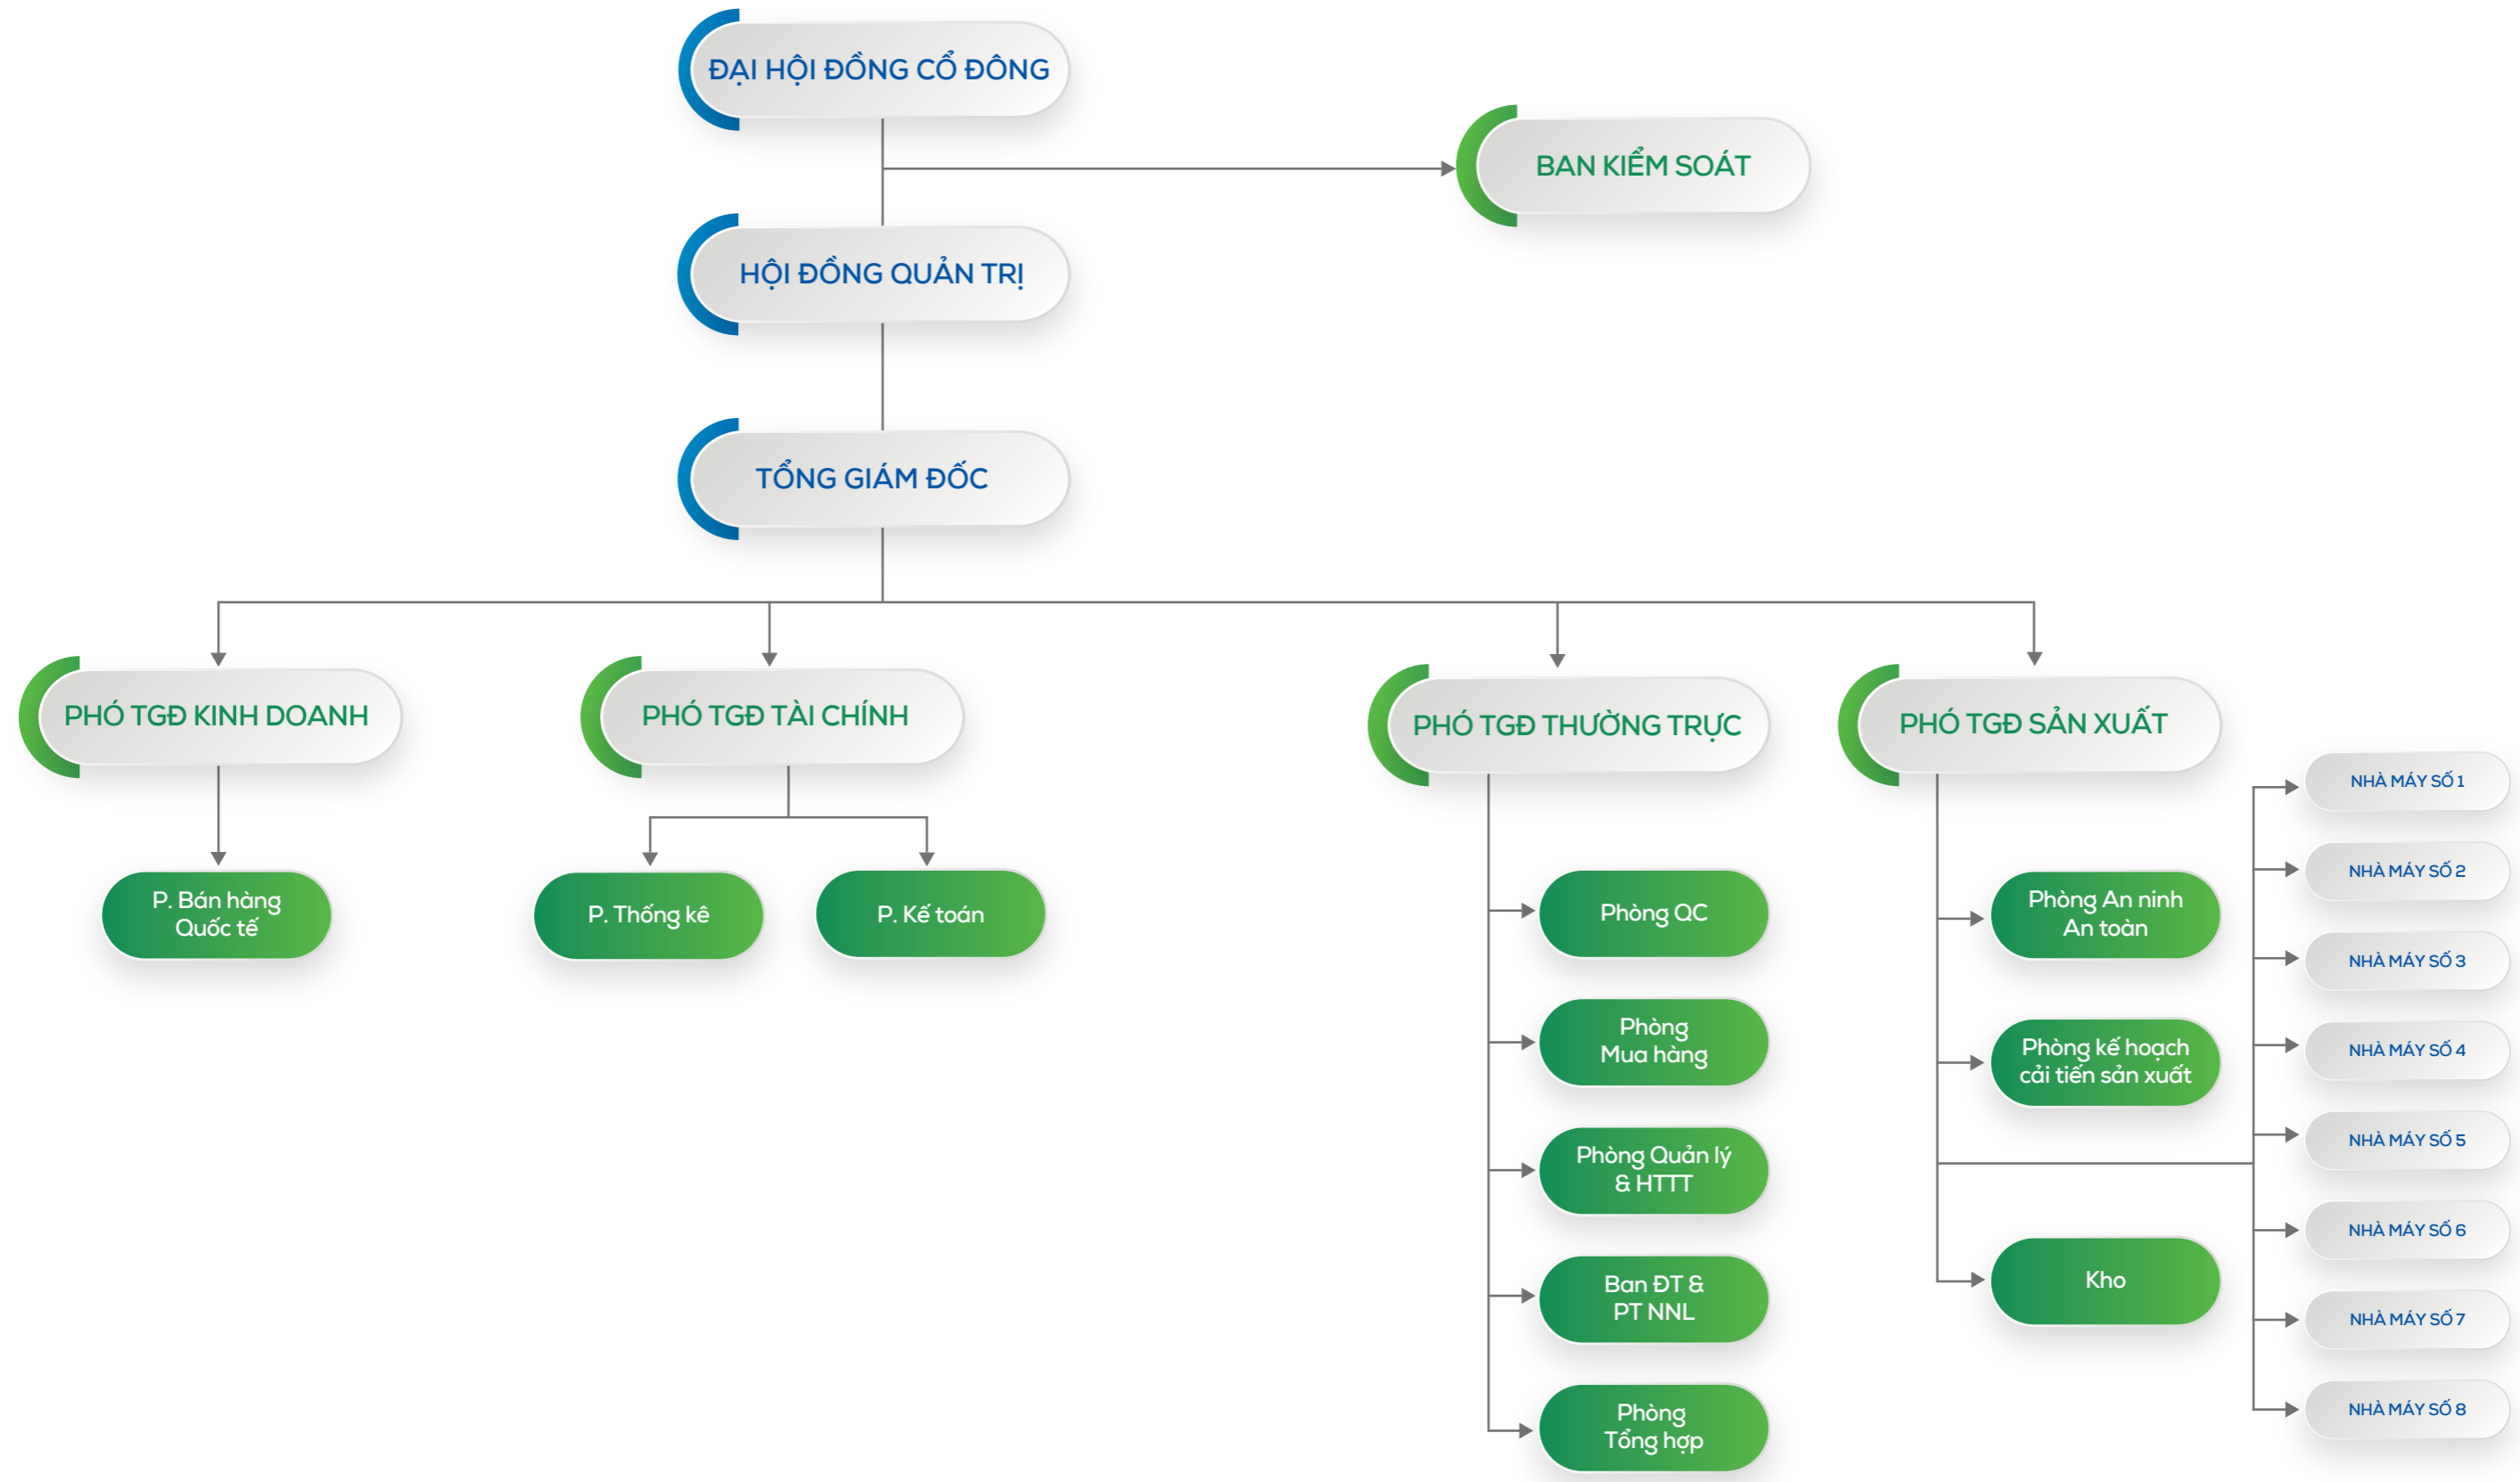 ĐẠI HỘI ĐỒNG CỔ ĐÔNG
BAN KIỂM SOÁT
HỘI ĐỒNG QUẢN TRỊ
TỔNG GIÁM ĐỐC
PHÓ TGĐ KINH DOANH
PHÓ TGĐ TÀI CHÍNH
PHÓ TGĐ THƯỜNG TRỰC
PHÓ TGĐ SẢN XUẤT
P. Bán hàng
Quốc tế
P. Thống kê
P. Kế toán
Phòng QC
Phòng
Mua hàng
Phòng Quản lý
& HTTT
Ban ĐT &
PT NNL
Phòng
Tổng hợp
Phòng An ninh
An toàn
Phòng kế hoạch
cải tiến sản xuất
Kho
NHÀ MÁY SỐ 1
NHÀ MÁY SỐ 2
NHÀ MÁY SỐ 3
NHÀ MÁY SỐ 4
NHÀ MÁY SỐ 5
NHÀ MÁY SỐ 6
NHÀ MÁY SỐ 7
NHÀ MÁY SỐ 8